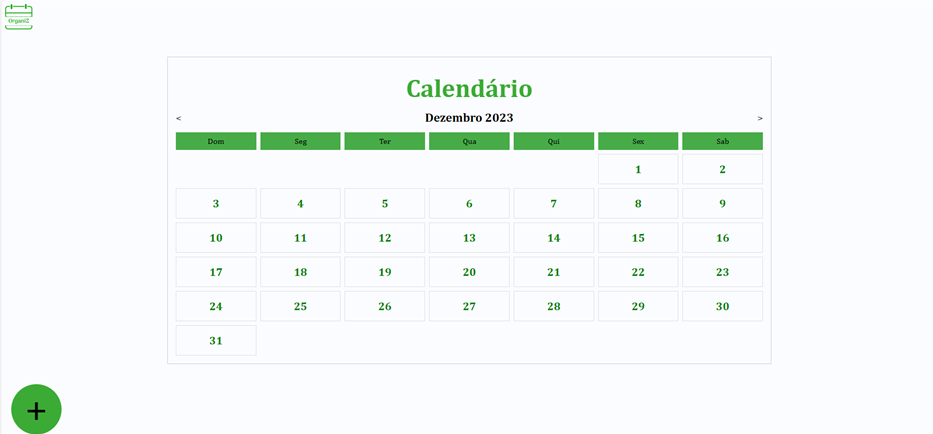 OrganiZ
Calendário
< Dezembro 2023 >
Dom Seg Ter Qua Qui Sex Sab
1 2
3 4 5 6 7 8 9
10 11 12 13 14 15 16
17 18 19 20 21 22 23
24 25 26 27 28 29 30
31
+